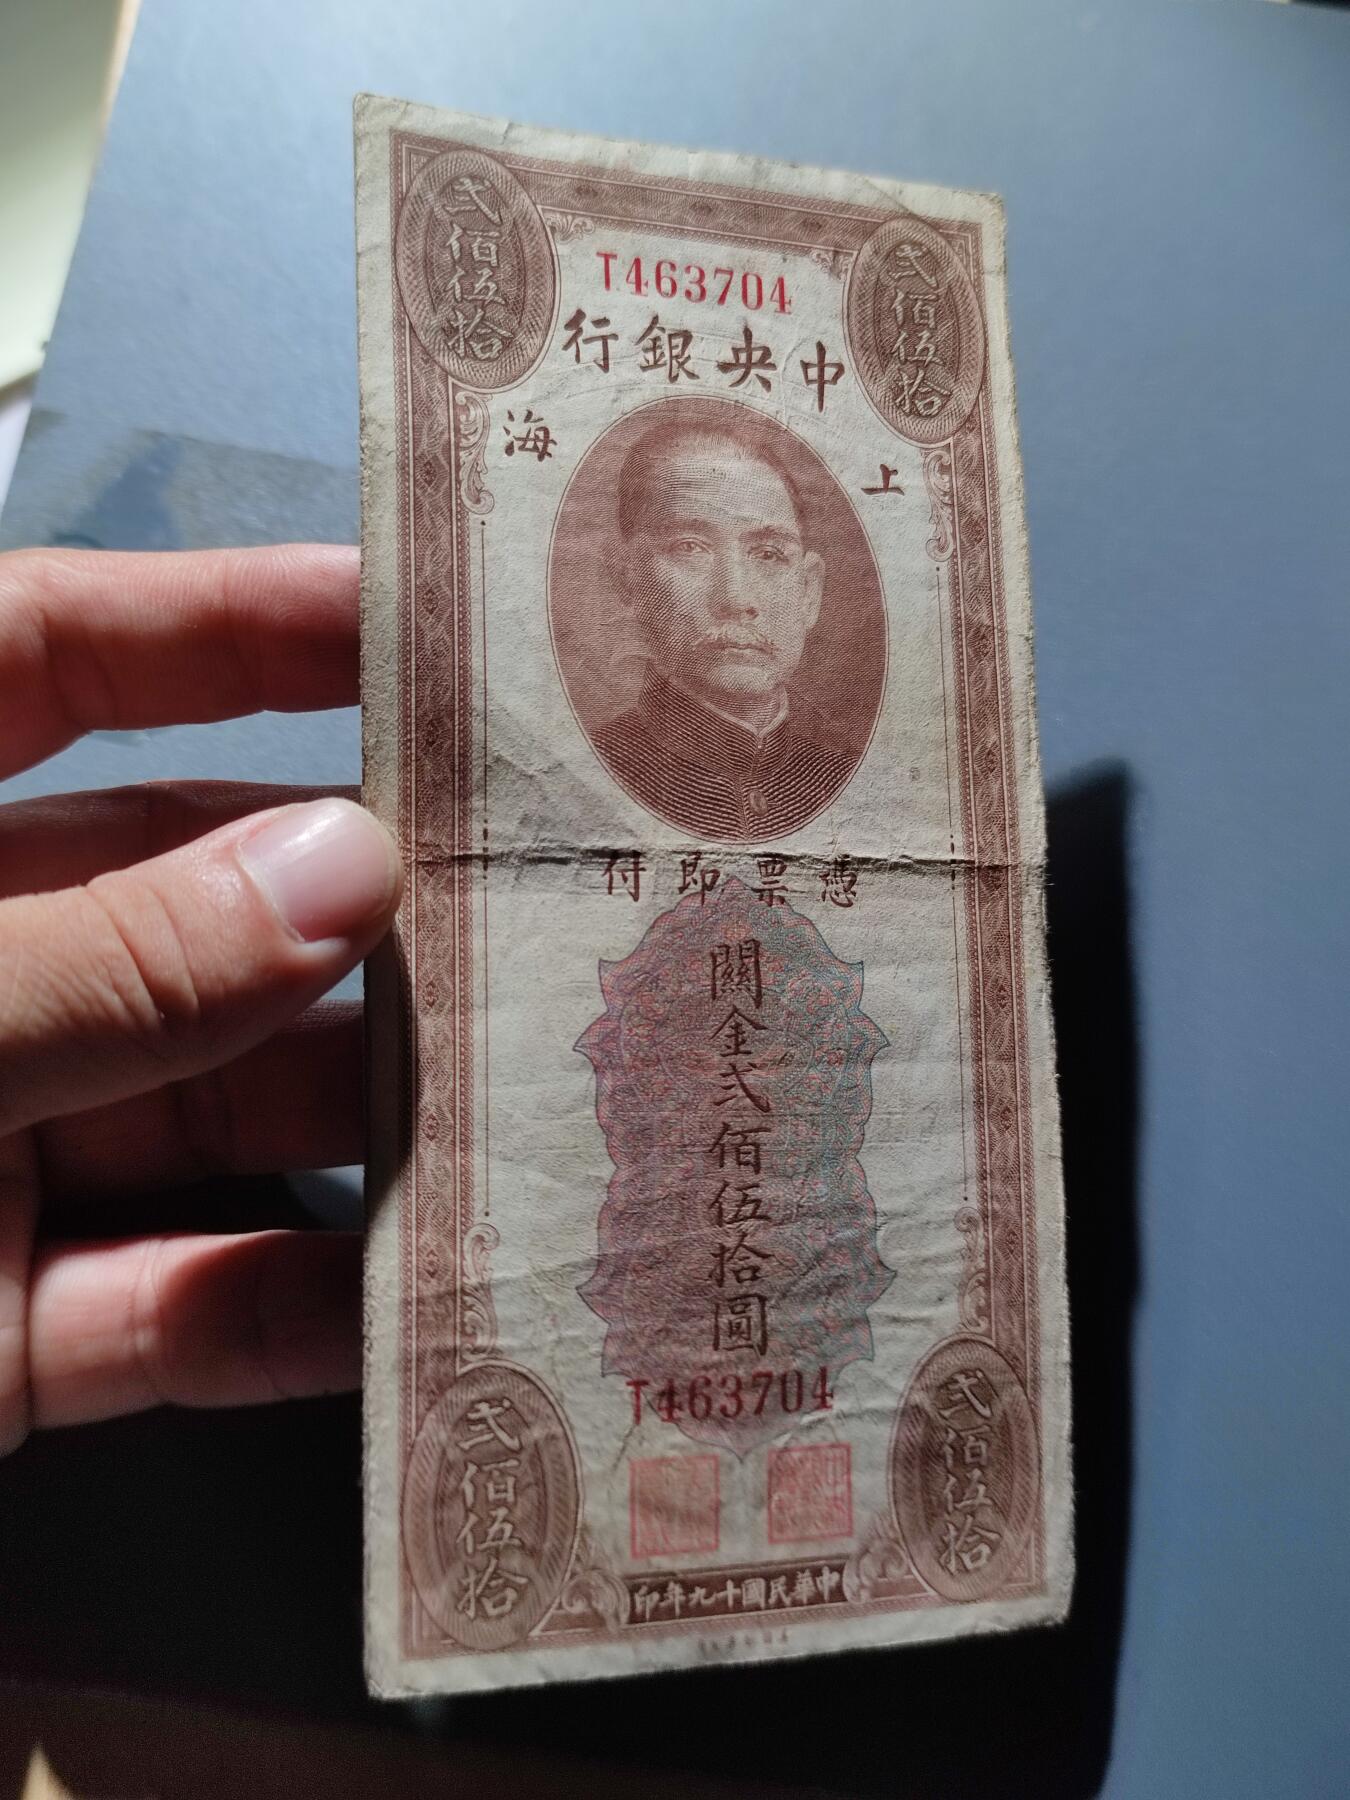 T463704
中央銀行
上海
貳佰伍拾
貳佰伍拾
憑票即付
關金貳佰伍拾圓
T463704
貳佰伍拾
貳佰伍拾
中華民國十九年印